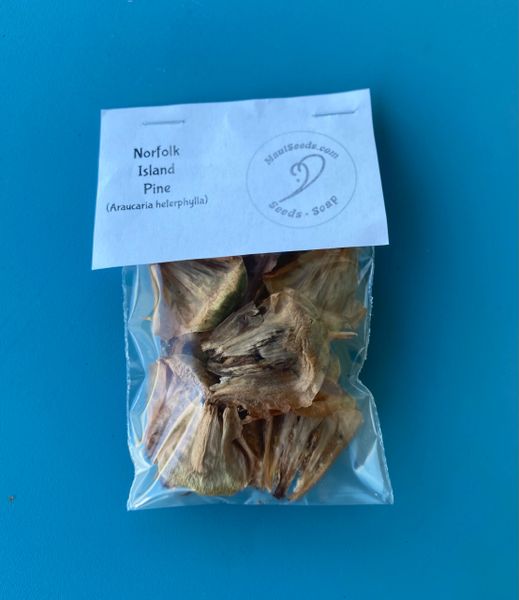 Norfolk
Island
Pine
(Araucaria helerphylla)
MauiSeeds.com
Seeds - Soap